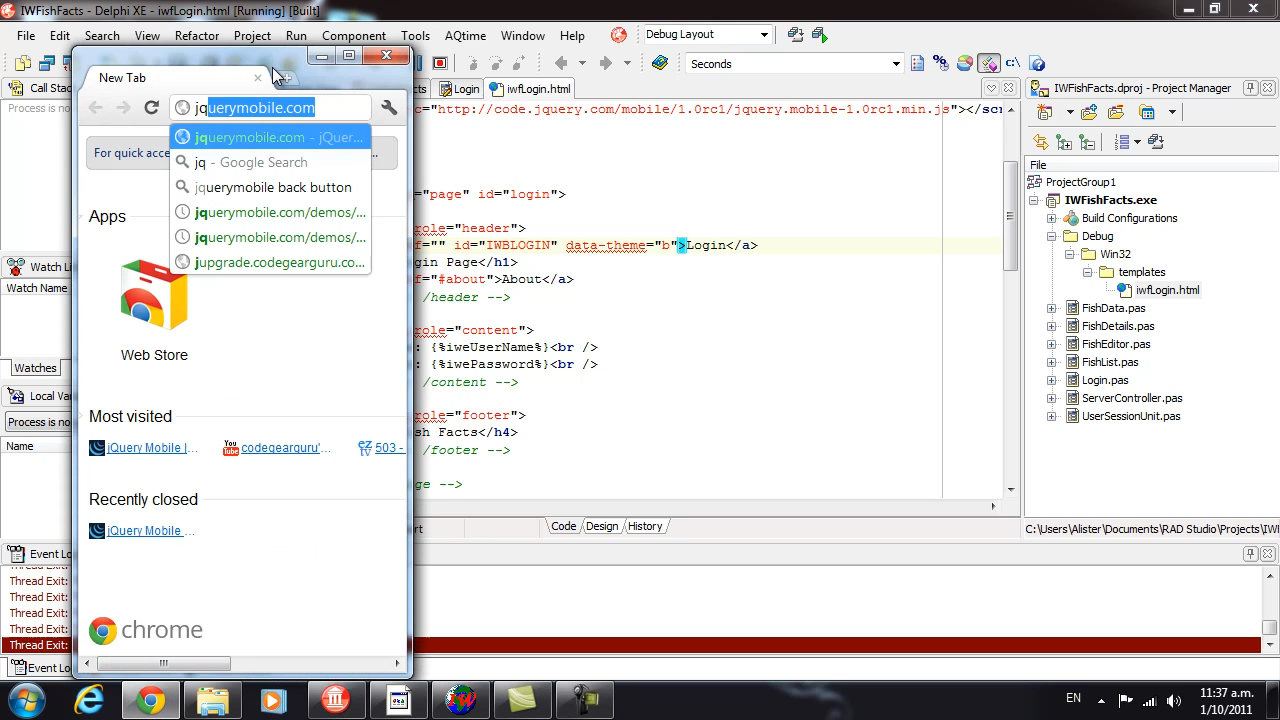 IWFishFacts - Delphi XE - iwfLogin.html [Running] [Built]
File Edit Search View Refactor Project Run Component Tools AQtime Window Help Debug Layout
Seconds
Call Stack
Process is no
Login iwfLogin.html
IWFishFacts.dproj - Project Manager
New Tab
jquerymobile.com
jquerymobile.com - jQuer...
jq - Google Search
jquerymobile back button
jquerymobile.com/demos/...
jquerymobile.com/demos/...
jupgrade.codegearguru.co...
For quick acce
Apps
Web Store
Most visited
jQuery Mobile |... codegearguru'... 503 -
Recently closed
jQuery Mobile ...
chrome
Watch Li
Watch Name
Watches
Local Var
Process is no
Name
c="http://code.jquery.com/mobile/1.0rc1/jquery.mobile-1.0rc1.min.js"></sc
="page" id="login">
role="header">
f="" id="IWBLOGIN" data-theme="b">Login</a>
gin Page</h1>
f="#about">About</a>
/header -->
role="content">
: {%iweUserName%}<br />
: {%iwePassword%}<br />
/content -->
role="footer">
sh Facts</h4>
/footer -->
ge -->
Code Design History
File
ProjectGroup1
IWFishFacts.exe
Build Configurations
Debug
Win32
templates
iwfLogin.html
FishData.pas
FishDetails.pas
FishEditor.pas
FishList.pas
Login.pas
ServerController.pas
UserSessionUnit.pas
C:\Users\Alister\Documents\RAD Studio\Projects\IWI
Event Lo
Thread Exit:
Thread Exit:
Thread Exit:
Thread Exit:
Thread Exit:
Event Lo
EN
11:37 a.m.
1/10/2011